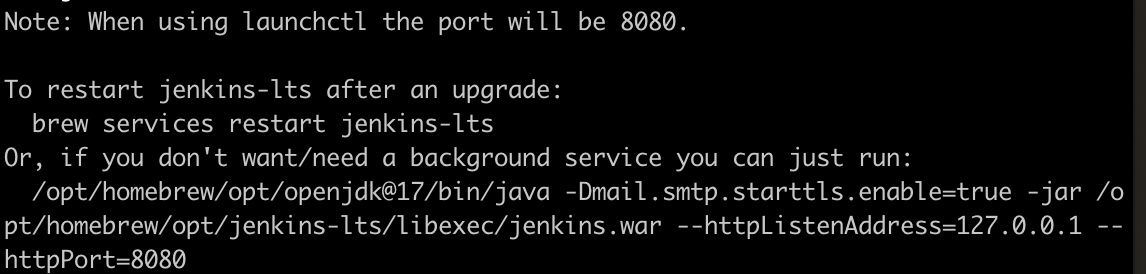 Note: When using launchctl the port will be 8080.
To restart jenkins-lts after an upgrade:
  brew services restart jenkins-lts
Or, if you don't want/need a background service you can just run:
  /opt/homebrew/opt/openjdk@17/bin/java -Dmail.smtp.starttls.enable=true -jar /o
pt/homebrew/opt/jenkins-lts/libexec/jenkins.war --httpListenAddress=127.0.0.1 --
httpPort=8080